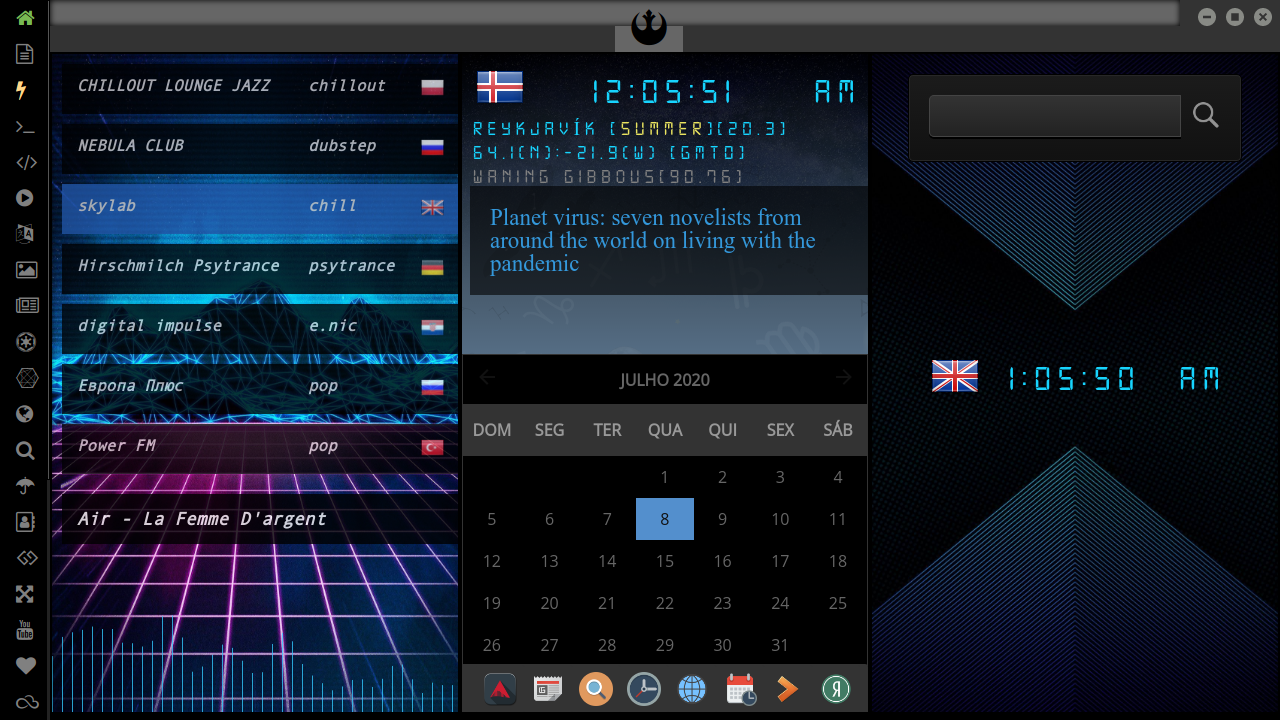 CHILLOUT LOUNGE JAZZ chillout
NEBULA CLUB dubstep
skylab chill
Hirschmilch Psytrance psytrance
digital impulse e.nic
Европа Плюс pop
Power FM pop
Air - La Femme D'argent
12:05:51 AM
REYKJAVÍK (SUMMER)[20.3]
64.1(N):-21.9(W) [GMT0]
WANING GIBBOUS[90.76]
Planet virus: seven novelists from
around the world on living with the
pandemic
JULHO 2020
DOM SEG TER QUA QUI SEX SÁB
1 2 3 4
5 6 7 8 9 10 11
12 13 14 15 16 17 18
19 20 21 22 23 24 25
26 27 28 29 30 31
1:05:50 AM
You
Tube
Я